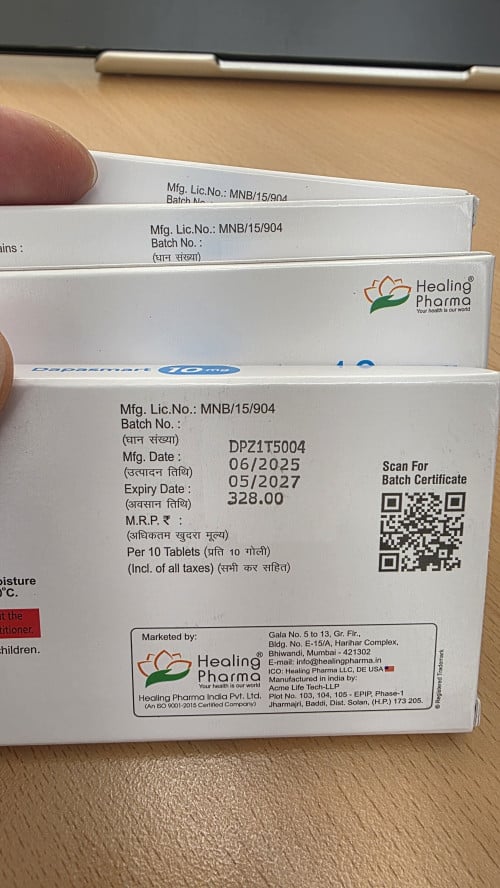 Mfg. Lic.No.: MNB/15/904
Batch No
Mfg. Lic.No.: MNB/15/904
Batch No. :
(घान संख्या)
ains :
Healing®
Pharma
Your health is our world
Dapasmart 10 mg
Mfg. Lic.No.: MNB/15/904
Batch No. :
(घान संख्या)
DPZ1T5004
Mfg. Date :
06/2025
(उत्पादन तिथि)
Expiry Date :
05/2027
(अवसान तिथि)
328.00
M.R.P. ₹ :
(अधिकतम खुदरा मूल्य)
Per 10 Tablets (प्रति 10 गोली)
(Incl. of all taxes) (सभी कर सहित)
Scan For
Batch Certificate
oisture
0°C.
t the
titioner.
children.
Marketed by:
Healing®
Pharma
Your health is our world
Healing Pharma India Pvt. Ltd.
(An ISO 9001-2015 Certified Company)
Gala No. 5 to 13, Gr. Flr.,
Bldg. No. E-15/A, Harihar Complex,
Bhiwandi, Mumbai - 421302
E-mail: info@healingpharma.in
ICO: Healing Pharma LLC, DE USA
Manufactured in india by:
Acme Life Tech-LLP
Plot No. 103, 104, 105 - EPIP, Phase-1
Jharmajri, Baddi, Dist. Solan, (H.P.) 173 205.
® Registered Trademark